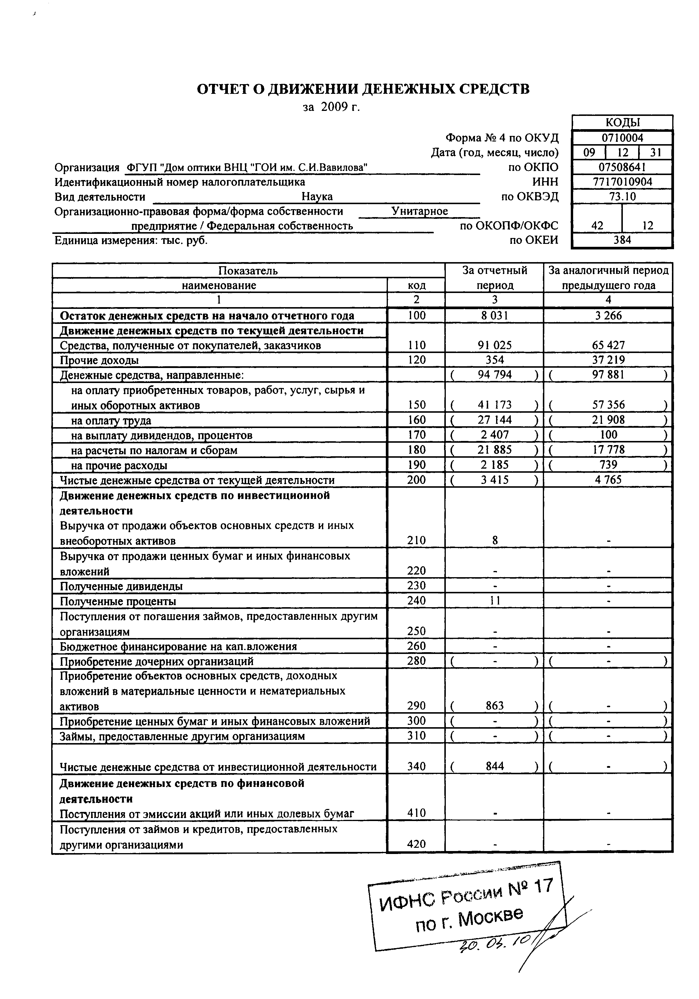 ОТЧЕТ О ДВИЖЕНИИ ДЕНЕЖНЫХ СРЕДСТВ
за 2009 г.
КОДЫ
Форма № 4 по ОКУД 0710004
Дата (год, месяц, число) 09 12 31
Организация ФГУП "Дом оптики ВНЦ "ГОИ им. С.И.Вавилова" по ОКПО 07508641
Идентификационный номер налогоплательщика ИНН 7717010904
Вид деятельности Наука по ОКВЭД 73.10
Организационно-правовая форма/форма собственности Унитарное
предприятие / Федеральная собственность по ОКОПФ/ОКФС 42 12
Единица измерения: тыс. руб. по ОКЕИ 384
Показатель За отчетный За аналогичный период
наименование код период предыдущего года
1 2 3 4
Остаток денежных средств на начало отчетного года 100 8 031 3 266
Движение денежных средств по текущей деятельности
Средства, полученные от покупателей, заказчиков 110 91 025 65 427
Прочие доходы 120 354 37 219
Денежные средства, направленные: ( 94 794 ) ( 97 881 )
на оплату приобретенных товаров, работ, услуг, сырья и
иных оборотных активов 150 ( 41 173 ) ( 57 356 )
на оплату труда 160 ( 27 144 ) ( 21 908 )
на выплату дивидендов, процентов 170 ( 2 407 ) ( 100 )
на расчеты по налогам и сборам 180 ( 21 885 ) ( 17 778 )
на прочие расходы 190 ( 2 185 ) ( 739 )
Чистые денежные средства от текущей деятельности 200 ( 3 415 ) 4 765
Движение денежных средств по инвестиционной
деятельности
Выручка от продажи объектов основных средств и иных
внеоборотных активов 210 8 -
Выручка от продажи ценных бумаг и иных финансовых
вложений 220 - -
Полученные дивиденды 230 - -
Полученные проценты 240 11 -
Поступления от погашения займов, предоставленных другим
организациям 250 - -
Бюджетное финансирование на кап.вложения 260 - -
Приобретение дочерних организаций 280 ( - ) ( - )
Приобретение объектов основных средств, доходных
вложений в материальные ценности и нематериальных
активов 290 ( 863 ) ( - )
Приобретение ценных бумаг и иных финансовых вложений 300 ( - ) ( - )
Займы, предоставленные другим организациям 310 ( - ) ( - )
Чистые денежные средства от инвестиционной деятельности 340 ( 844 ) ( - )
Движение денежных средств по финансовой
деятельности
Поступления от эмиссии акций или иных долевых бумаг 410 - -
Поступления от займов и кредитов, предоставленных
другими организациями 420 - -
ИФНС России № 17
по г. Москве